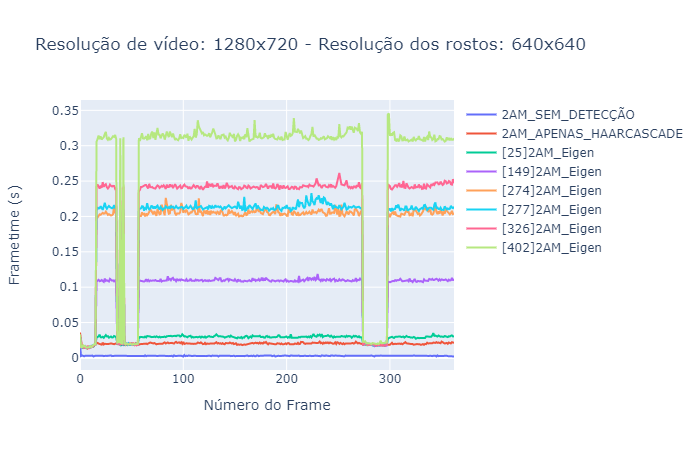 Resolução de vídeo: 1280x720 - Resolução dos rostos: 640x640
0.35
0.3
0.25
0.2
0.15
0.1
0.05
0
Frametime (s)
0
100
200
300
Número do Frame
2AM_SEM_DETECÇÃO
2AM_APENAS_HAARCASCADE
[25]2AM_Eigen
[149]2AM_Eigen
[274]2AM_Eigen
[277]2AM_Eigen
[326]2AM_Eigen
[402]2AM_Eigen